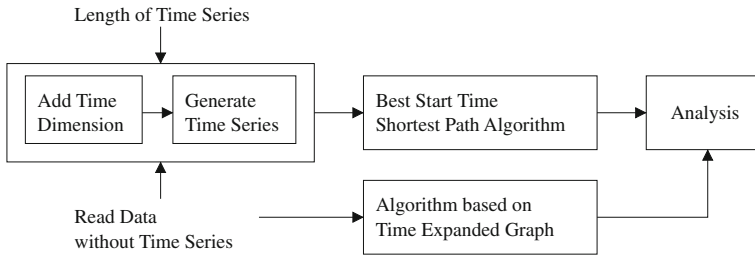 Length of Time Series
Add Time
Dimension
Generate
Time Series
Best Start Time
Shortest Path Algorithm
Analysis
Read Data
without Time Series
Algorithm based on
Time Expanded Graph